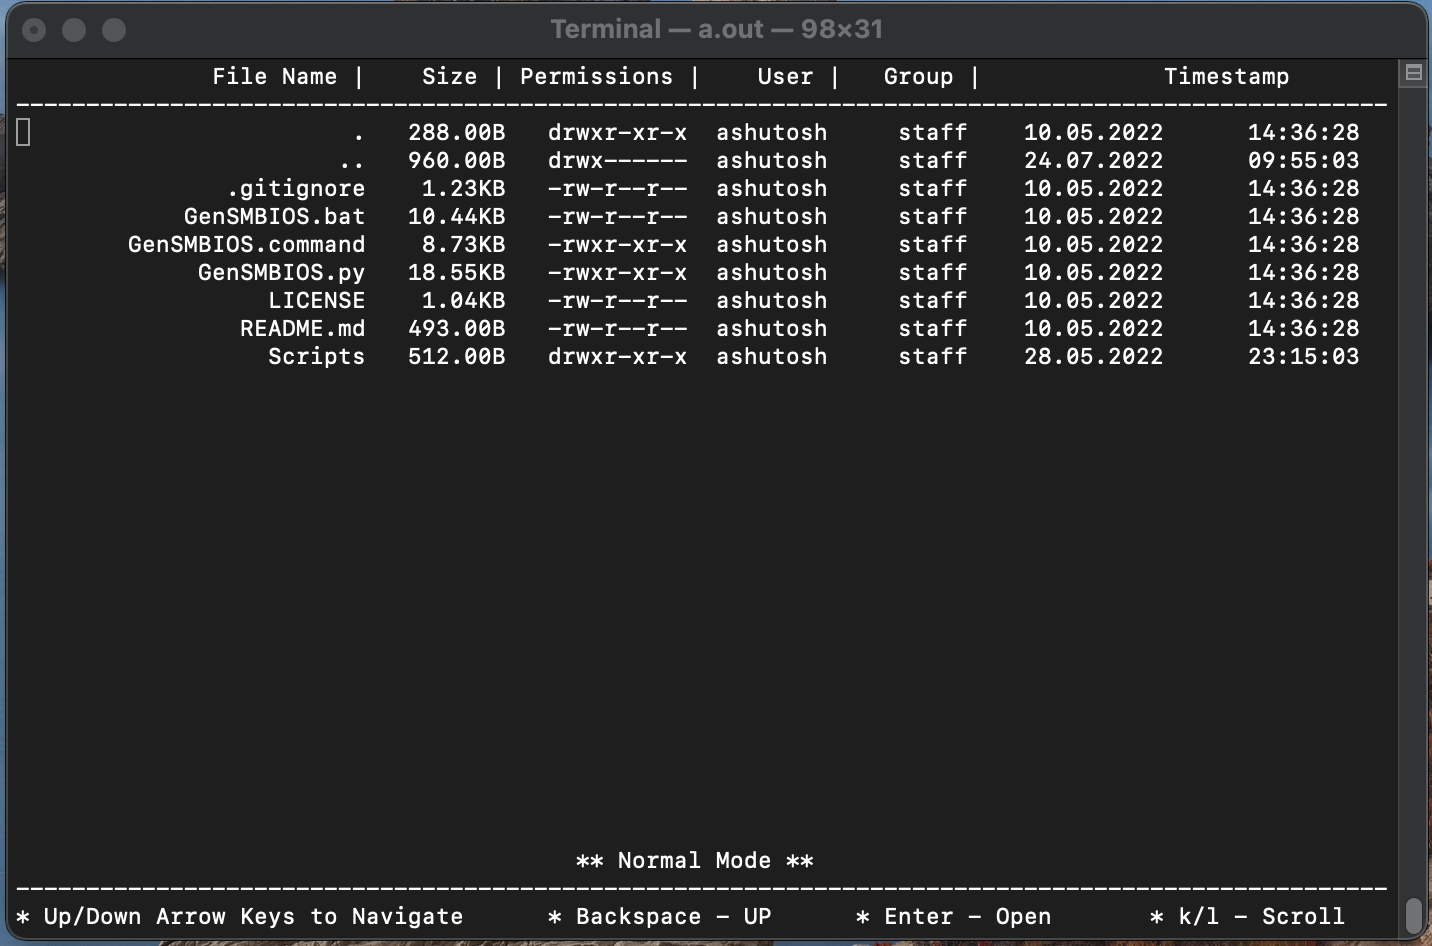 Terminal — a.out — 98×31
File Name | Size | Permissions | User | Group | Timestamp
--------------------------------------------------------------------------------------------------
. 288.00B drwxr-xr-x ashutosh staff 10.05.2022 14:36:28
.. 960.00B drwx------ ashutosh staff 24.07.2022 09:55:03
.gitignore 1.23KB -rw-r--r-- ashutosh staff 10.05.2022 14:36:28
GenSMBIOS.bat 10.44KB -rw-r--r-- ashutosh staff 10.05.2022 14:36:28
GenSMBIOS.command 8.73KB -rwxr-xr-x ashutosh staff 10.05.2022 14:36:28
GenSMBIOS.py 18.55KB -rwxr-xr-x ashutosh staff 10.05.2022 14:36:28
LICENSE 1.04KB -rw-r--r-- ashutosh staff 10.05.2022 14:36:28
README.md 493.00B -rw-r--r-- ashutosh staff 10.05.2022 14:36:28
Scripts 512.00B drwxr-xr-x ashutosh staff 28.05.2022 23:15:03
** Normal Mode **
--------------------------------------------------------------------------------------------------
* Up/Down Arrow Keys to Navigate * Backspace - UP * Enter - Open * k/l - Scroll